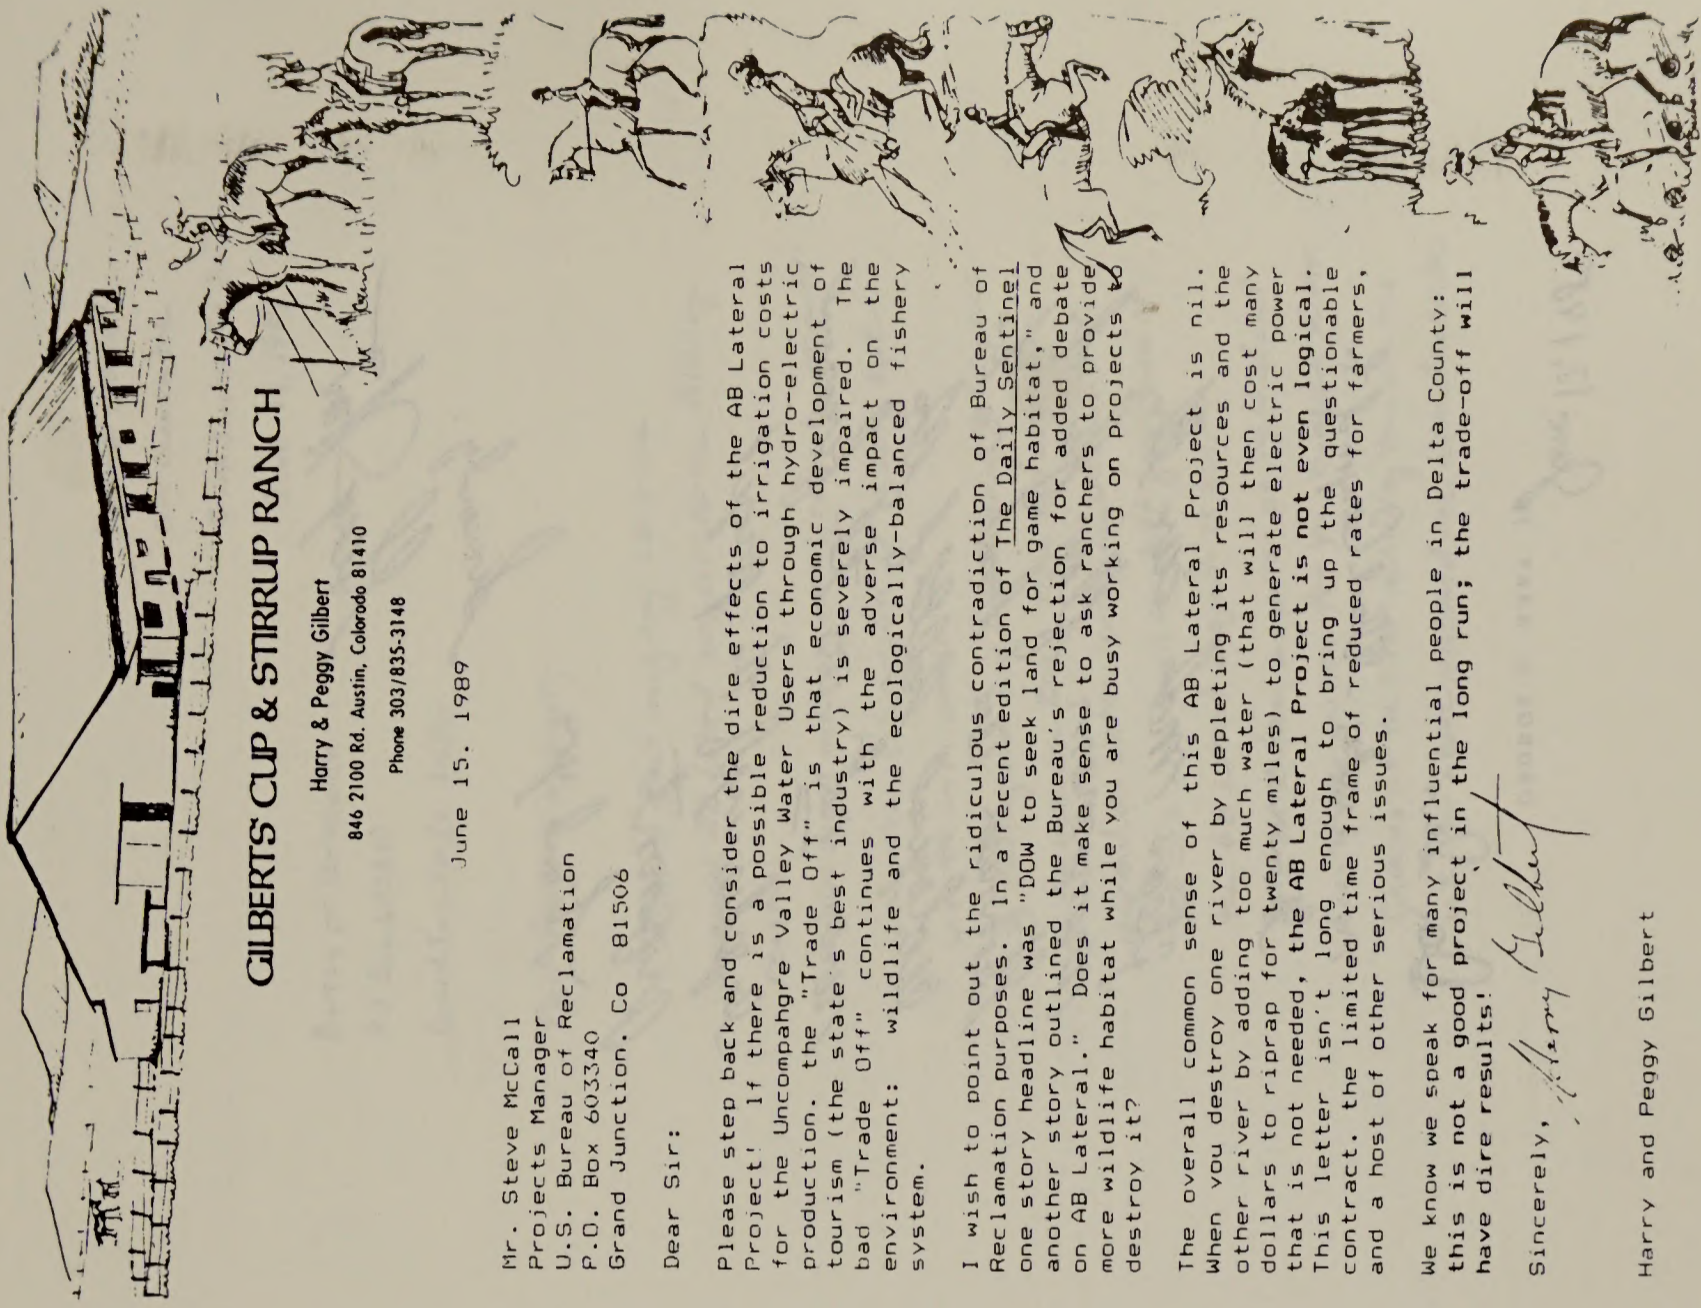 GILBERTS' CUP & STIRRUP RANCH
Harry & Peggy Gilbert
846 2100 Rd. Austin, Colorodo 81410
Phone 303/835-3148
June 15. 1989
Mr. Steve McCall
Projects Manager
U.S. Bureau of Reclamation
P.O. Box 603340
Grand Junction. Co 81506
Dear Sir:
Please step back and consider the dire effects of the AB Lateral
Project! If there is a possible reduction to irrigation costs
for the Uncompahgre Valley Water Users through hydro-electric
production. the "Trade Off" is that economic development of
tourism (the state's best industry) is severely impaired. The
bad "Trade Off" continues with the adverse impact on the
environment: wildlife and the ecologically-balanced fishery
system.
I wish to point out the ridiculous contradiction of Bureau of
Reclamation purposes. In a recent edition of The Daily Sentinel
one story headline was "DOW to seek land for game habitat," and
another story outlined the Bureau's rejection for added debate
on AB Lateral." Does it make sense to ask ranchers to provide
more wildlife habitat while you are busy working on projects to
destroy it?
The overall common sense of this AB Lateral Project is nil.
When you destroy one river by depleting its resources and the
other river by adding too much water (that will then cost many
dollars to riprap for twenty miles) to generate electric power
that is not needed, the AB Lateral Project is not even logical.
This letter isn't long enough to bring up the questionable
contract. the limited time frame of reduced rates for farmers,
and a host of other serious issues.
We know we speak for many influential people in Delta County:
this is not a good project in the long run; the trade-off will
have dire results!
Sincerely,
Harry Gilbert
Harry and Peggy Gilbert